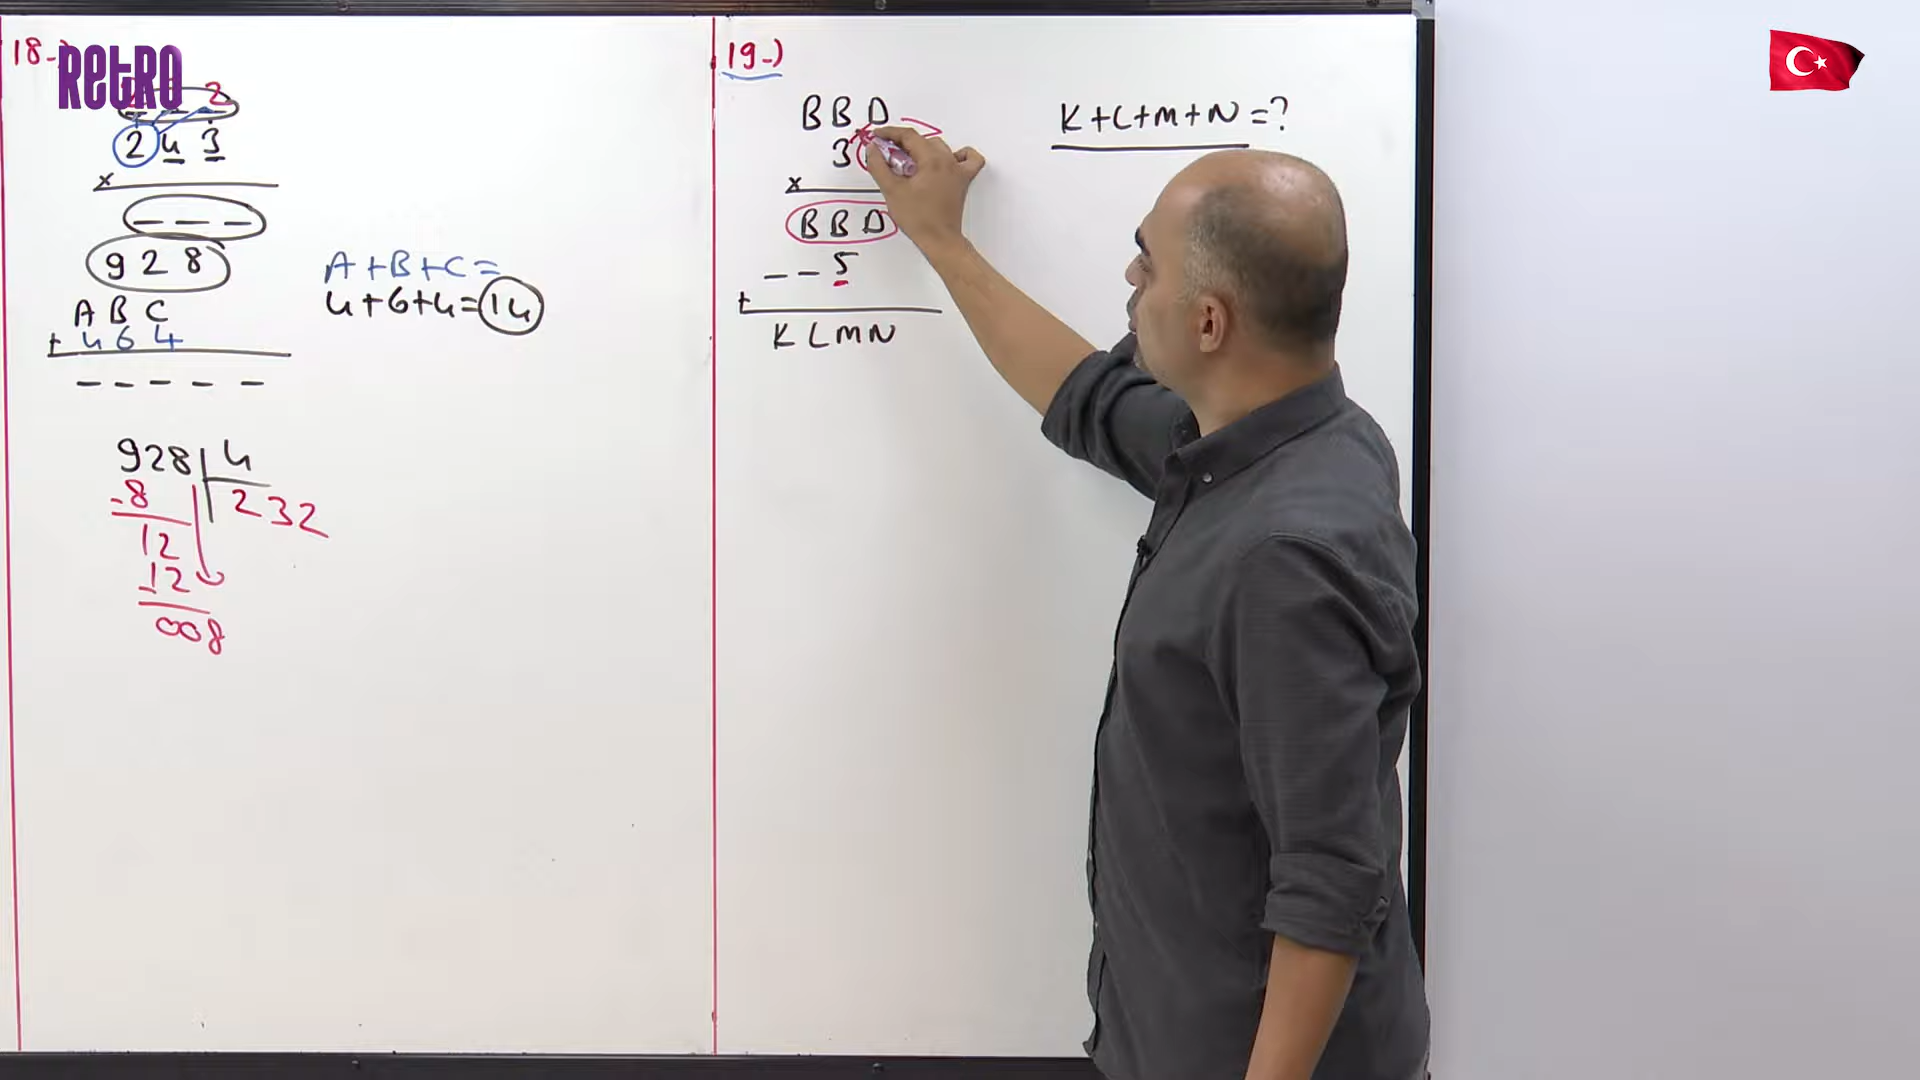 18-)
RetRO
2 2
2 4 3
x
_ _ _
9 2 8
A B C
+ 4 6 4
_ _ _ _ _
A+B+C=
4+6+4=14
928 4
-8 232
12
-12
008
19-)
B B D
3
x
B B D
_ _ 5
+
K L M N
K+L+M+N=?